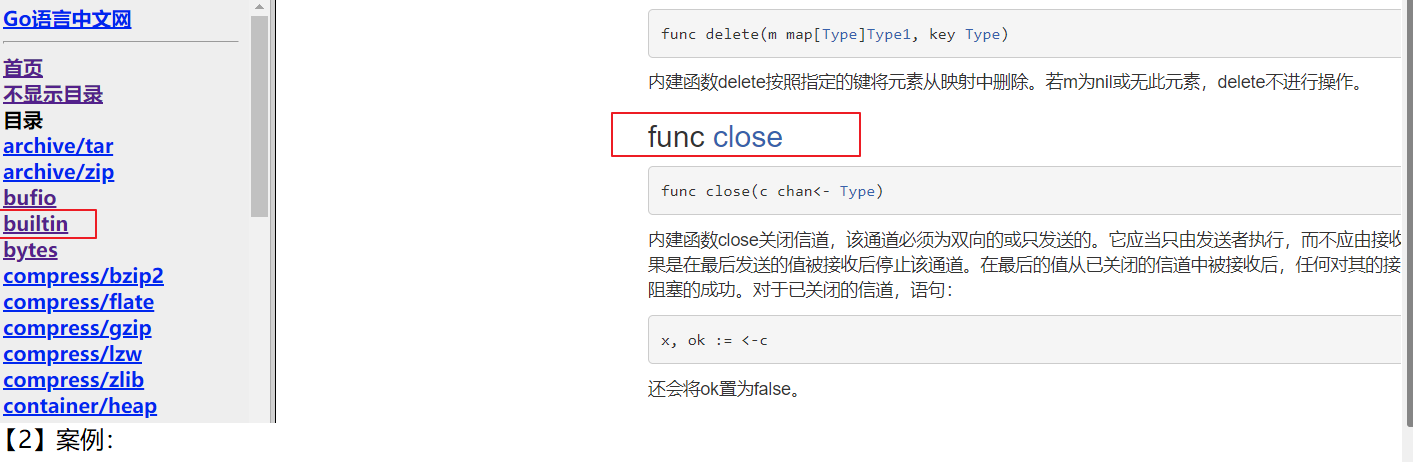 Go语言中文网
首页
不显示目录
目录
archive/tar
archive/zip
bufio
builtin
bytes
compress/bzip2
compress/flate
compress/gzip
compress/lzw
compress/zlib
container/heap
func delete(m map[Type]Type1, key Type)
内建函数delete按照指定的键将元素从映射中删除。若m为nil或无此元素，delete不进行操作。
func close
func close(c chan<- Type)
内建函数close关闭信道，该通道必须为双向的或只发送的。它应当只由发送者执行，而不应由接收
果是在最后发送的值被接收后停止该通道。在最后的值从已关闭的信道中被接收后，任何对其的接
阻塞的成功。对于已关闭的信道，语句：
x, ok := <-c
还会将ok置为false。
【2】案例：